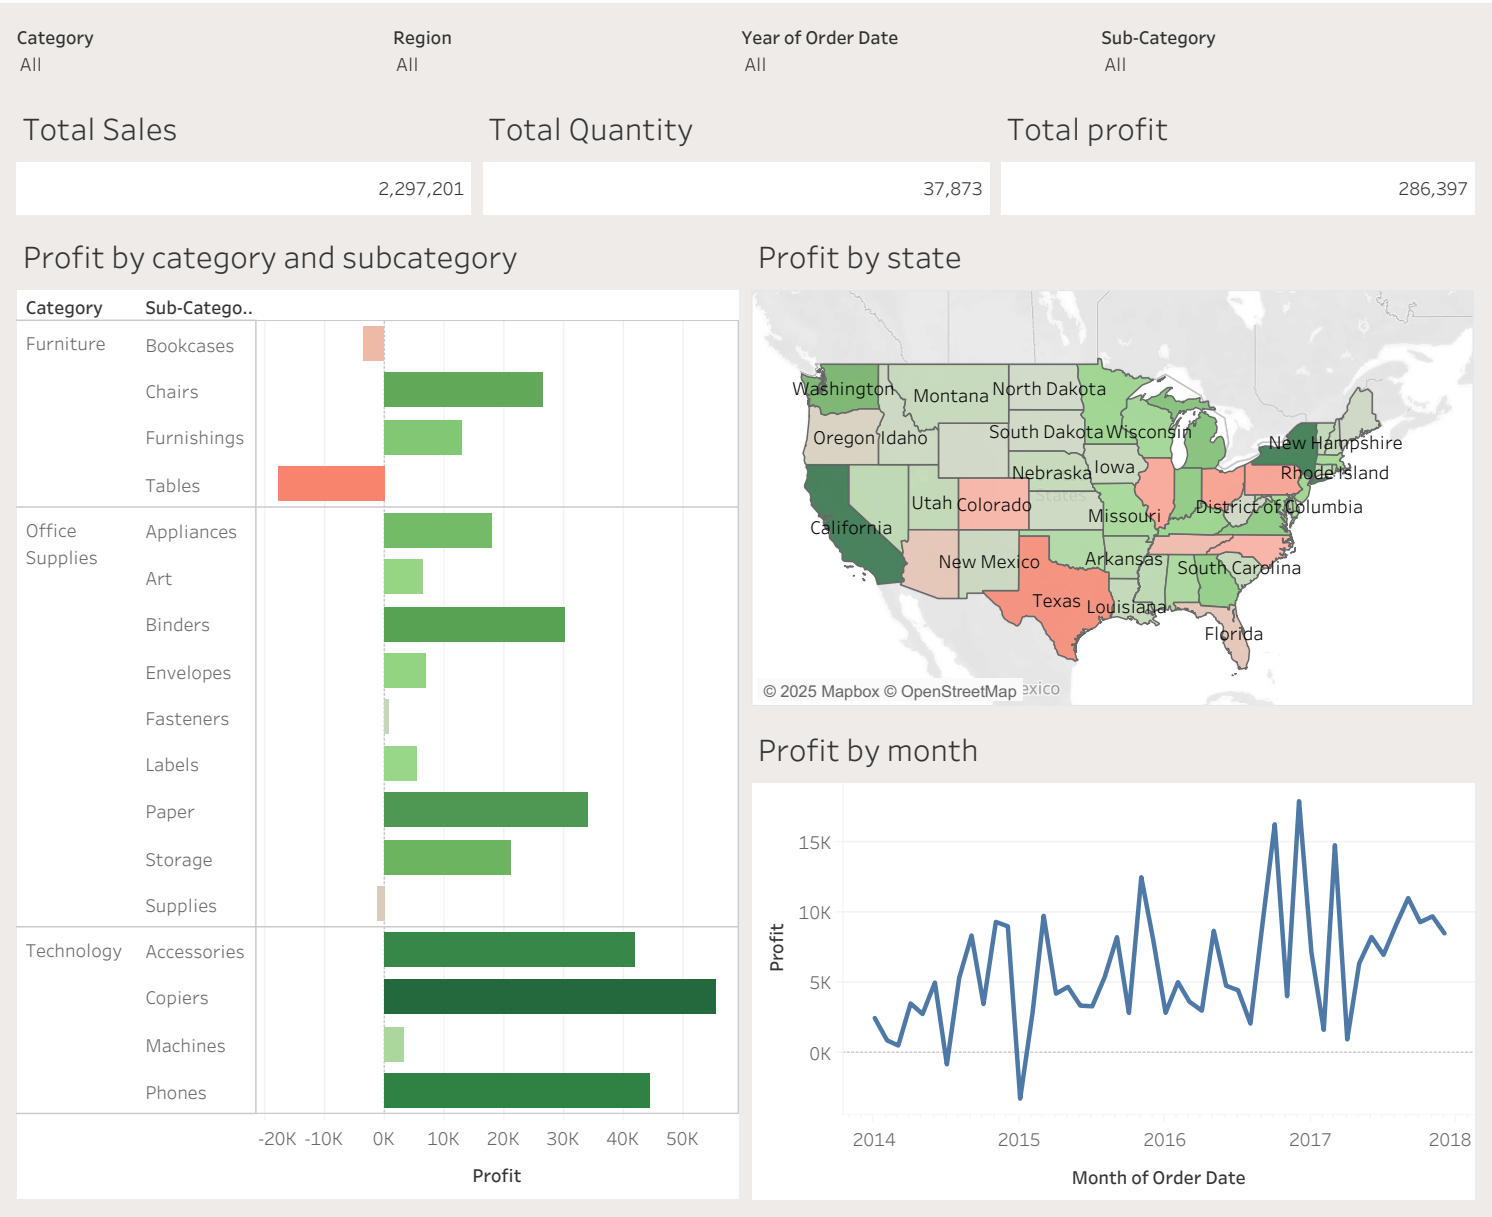 Category Region Year of Order Date Sub-Category
All All All All
Total Sales Total Quantity Total profit
2,297,201 37,873 286,397
Profit by category and subcategory
Category Sub-Catego..
Furniture Bookcases
Chairs
Furnishings
Tables
Office Supplies Appliances
Art
Binders
Envelopes
Fasteners
Labels
Paper
Storage
Supplies
Technology Accessories
Copiers
Machines
Phones
-20K -10K 0K 10K 20K 30K 40K 50K
Profit
Profit by state
Washington Montana North Dakota
Oregon Idaho South Dakota Wisconsin New Hampshire
Nebraska Iowa Rhode Island
States
Utah Colorado Missouri District of Columbia
California
New Mexico Arkansas South Carolina
Texas Louisiana
Florida
© 2025 Mapbox © OpenStreetMap exico
Profit by month
15K
10K
5K
0K
Profit
2014 2015 2016 2017 2018
Month of Order Date